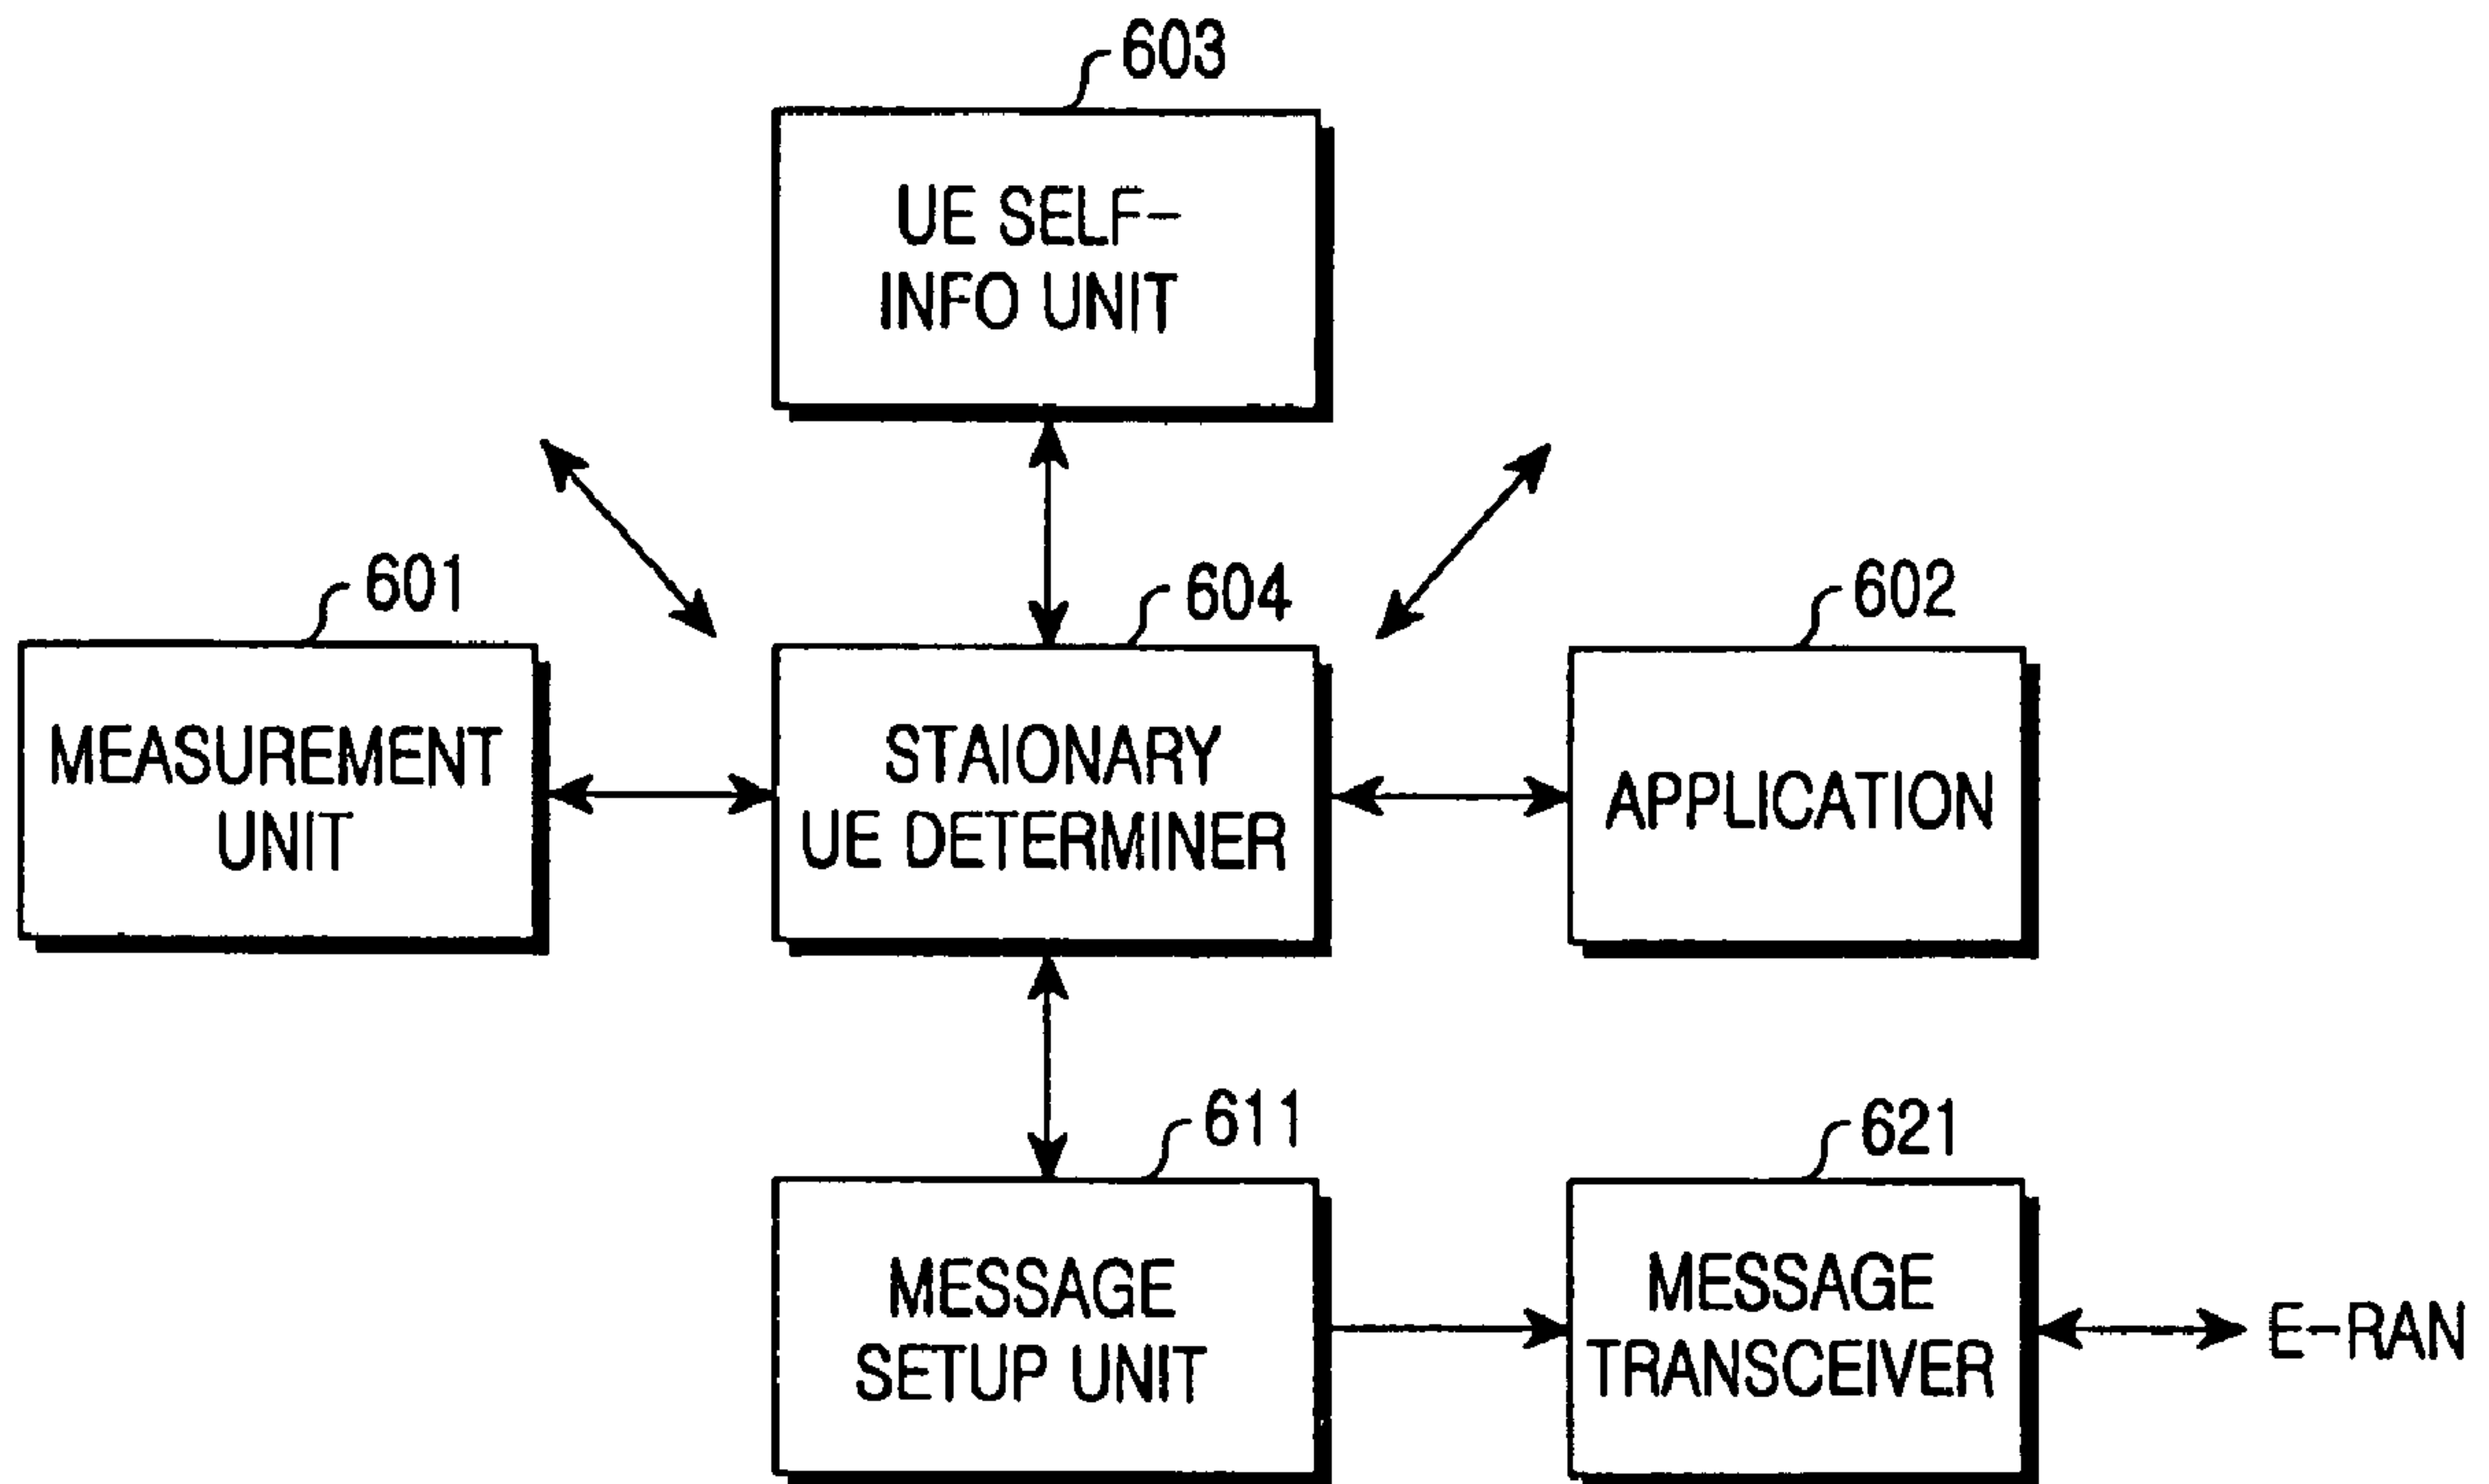 603
UE SELF-
INFO UNIT
601
604
602
MEASUREMENT
UNIT
STAIONARY
UE DETERMINER
APPLICATION
611
621
MESSAGE
SETUP UNIT
MESSAGE
TRANSCEIVER
E-RAN